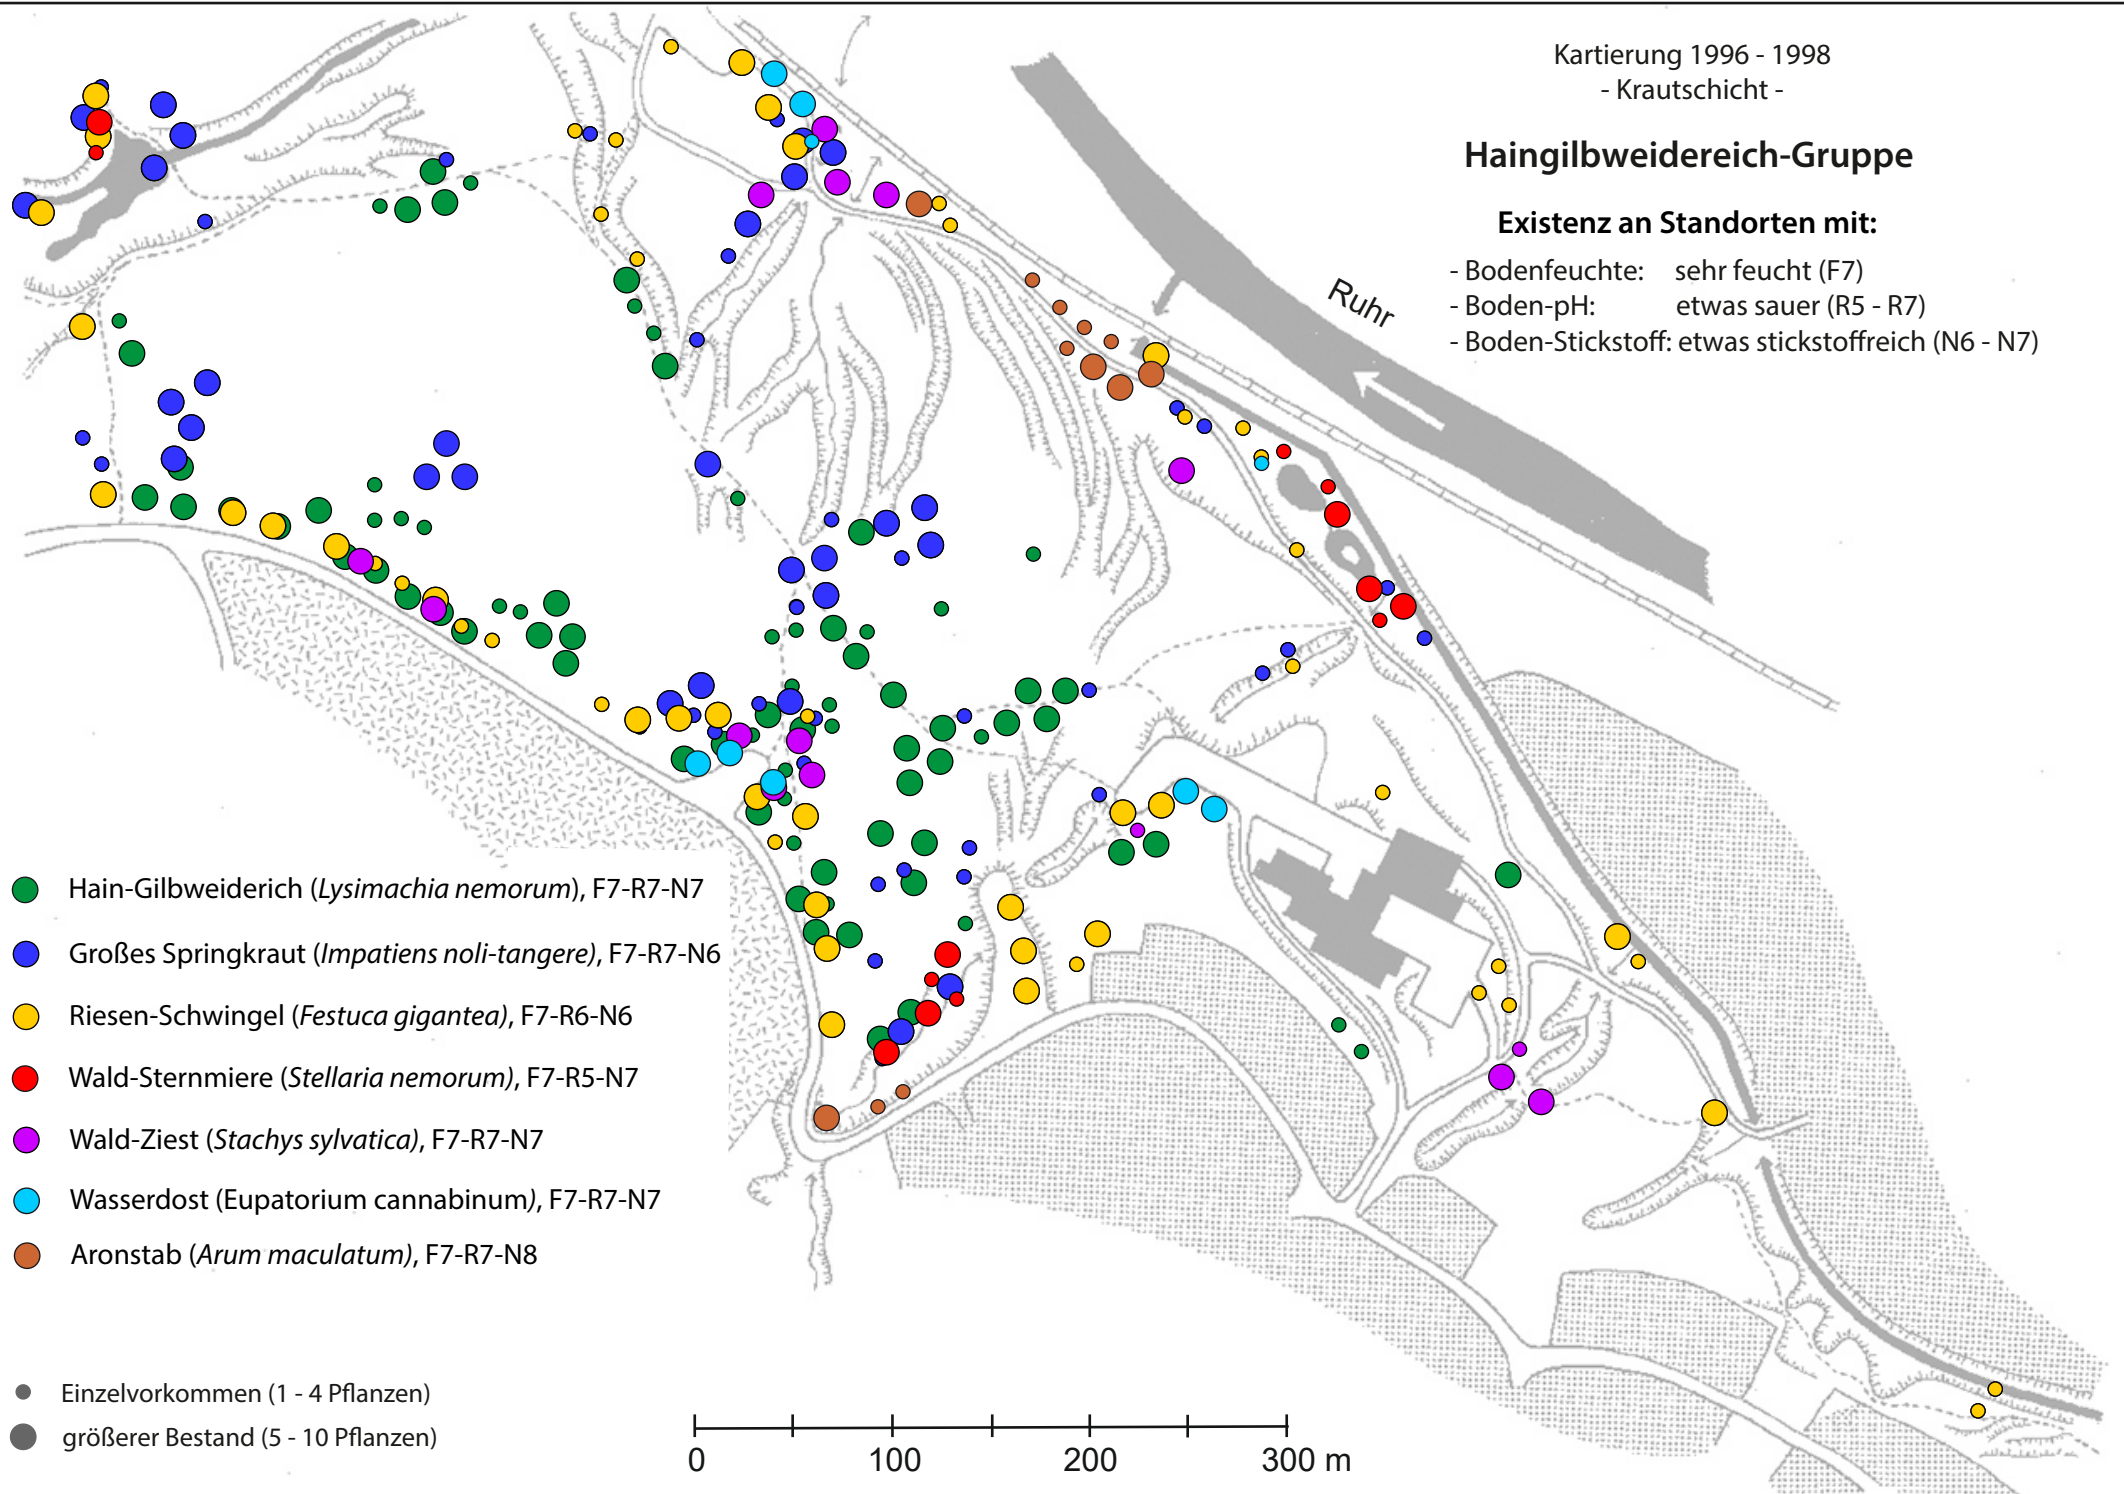 Kartierung 1996 - 1998
- Krautschicht -
Haingilbweidereich-Gruppe
Existenz an Standorten mit:
- Bodenfeuchte: sehr feucht (F7)
- Boden-pH: etwas sauer (R5 - R7)
- Boden-Stickstoff: etwas stickstoffreich (N6 - N7)
Ruhr
Hain-Gilbweiderich (Lysimachia nemorum), F7-R7-N7
Großes Springkraut (Impatiens noli-tangere), F7-R7-N6
Riesen-Schwingel (Festuca gigantea), F7-R6-N6
Wald-Sternmiere (Stellaria nemorum), F7-R5-N7
Wald-Ziest (Stachys sylvatica), F7-R7-N7
Wasserdost (Eupatorium cannabinum), F7-R7-N7
Aronstab (Arum maculatum), F7-R7-N8
Einzelvorkommen (1 - 4 Pflanzen)
größerer Bestand (5 - 10 Pflanzen)
0 100 200 300 m